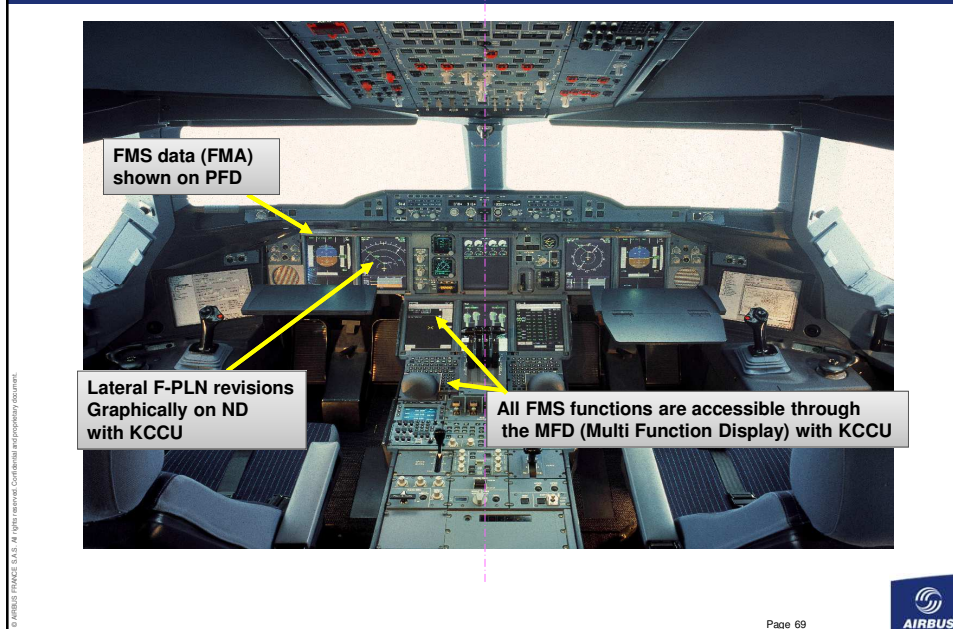 FMS data (FMA)
shown on PFD
Lateral F-PLN revisions
Graphically on ND
with KCCU
All FMS functions are accessible through
the MFD (Multi Function Display) with KCCU
© AIRBUS FRANCE S.A.S. All rights reserved. Confidential and proprietary document.
Page 69
AIRBUS